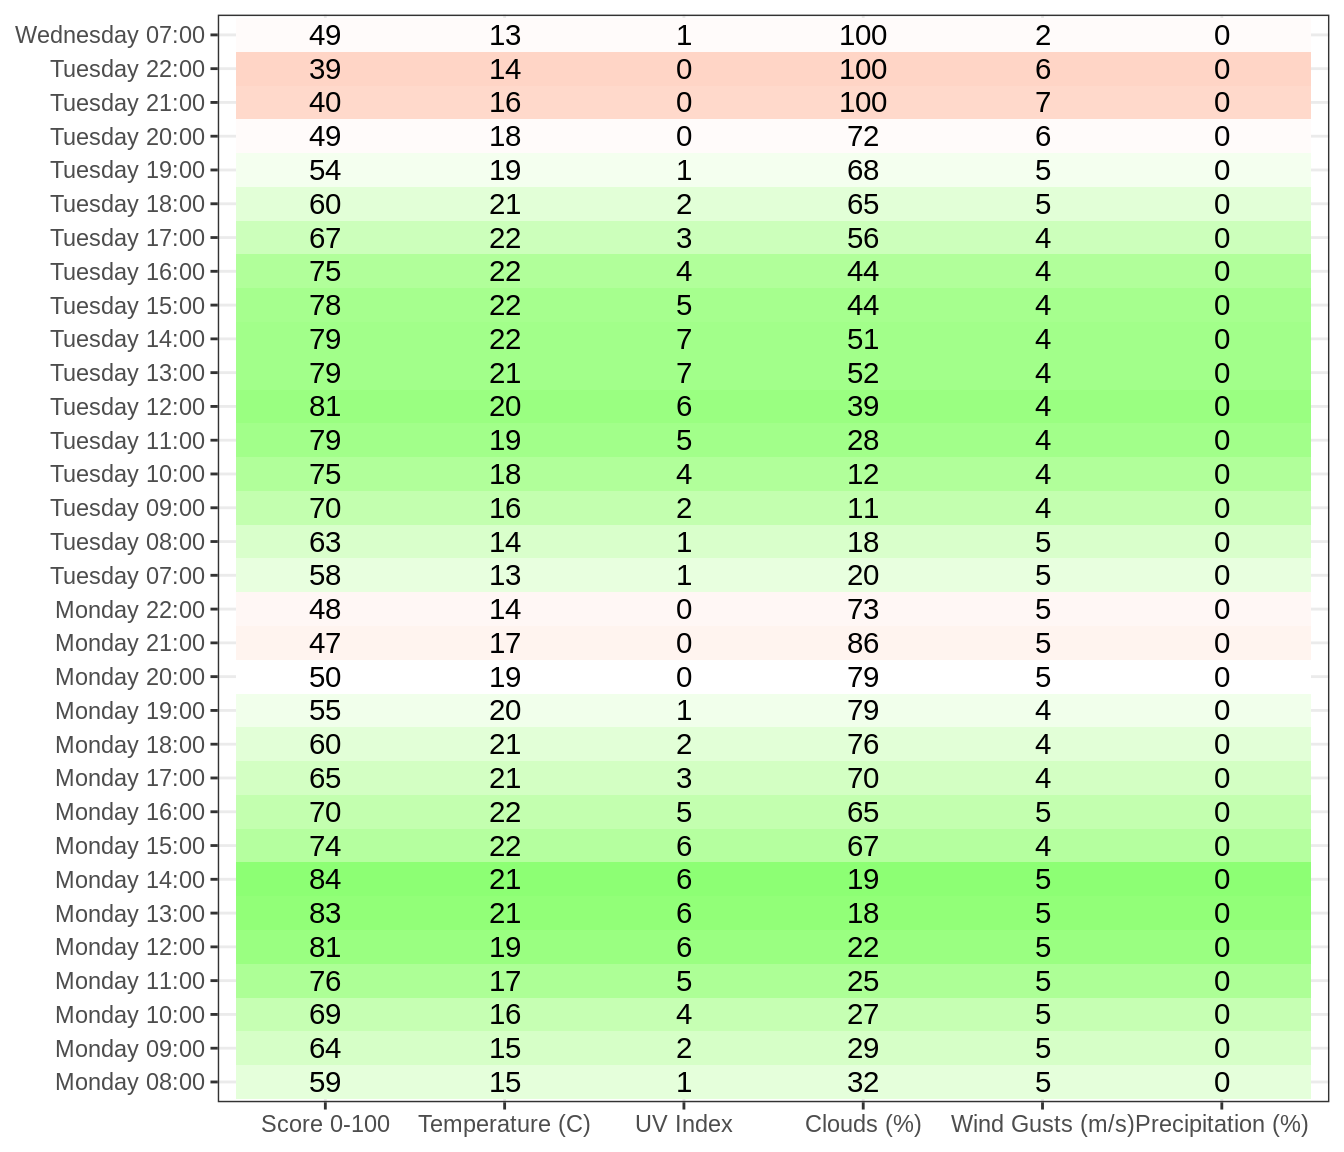 Wednesday 07:00 49 13 1 100 2 0
Tuesday 22:00 39 14 0 100 6 0
Tuesday 21:00 40 16 0 100 7 0
Tuesday 20:00 49 18 0 72 6 0
Tuesday 19:00 54 19 1 68 5 0
Tuesday 18:00 60 21 2 65 5 0
Tuesday 17:00 67 22 3 56 4 0
Tuesday 16:00 75 22 4 44 4 0
Tuesday 15:00 78 22 5 44 4 0
Tuesday 14:00 79 22 7 51 4 0
Tuesday 13:00 79 21 7 52 4 0
Tuesday 12:00 81 20 6 39 4 0
Tuesday 11:00 79 19 5 28 4 0
Tuesday 10:00 75 18 4 12 4 0
Tuesday 09:00 70 16 2 11 4 0
Tuesday 08:00 63 14 1 18 5 0
Tuesday 07:00 58 13 1 20 5 0
Monday 22:00 48 14 0 73 5 0
Monday 21:00 47 17 0 86 5 0
Monday 20:00 50 19 0 79 5 0
Monday 19:00 55 20 1 79 4 0
Monday 18:00 60 21 2 76 4 0
Monday 17:00 65 21 3 70 4 0
Monday 16:00 70 22 5 65 5 0
Monday 15:00 74 22 6 67 4 0
Monday 14:00 84 21 6 19 5 0
Monday 13:00 83 21 6 18 5 0
Monday 12:00 81 19 6 22 5 0
Monday 11:00 76 17 5 25 5 0
Monday 10:00 69 16 4 27 5 0
Monday 09:00 64 15 2 29 5 0
Monday 08:00 59 15 1 32 5 0
Score 0-100 Temperature (C) UV Index Clouds (%) Wind Gusts (m/s) Precipitation (%)